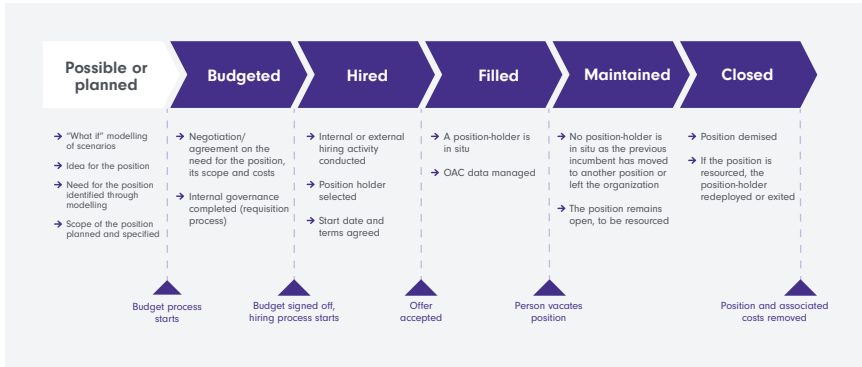 Possible or
planned
Budgeted
Hired
Filled
Maintained
Closed
“What if” modelling
of scenarios
Idea for the position
Need for the position
identified through
modelling
Scope of the position
planned and specified
Negotiation/
agreement on the
need for the position,
its scope and costs
Internal governance
completed (requisition
process)
Internal or external
hiring activity
conducted
Position holder
selected
Start date and
terms agreed
A position-holder is
in situ
OAC data managed
No position-holder is
in situ as the previous
incumbent has moved
to another position or
left the organization
The position remains
open, to be resourced
Position demised
If the position is
resourced, the
position-holder
redeployed or exited
Budget process
starts
Budget signed off,
hiring process starts
Offer
accepted
Person vacates
position
Position and associated
costs removed